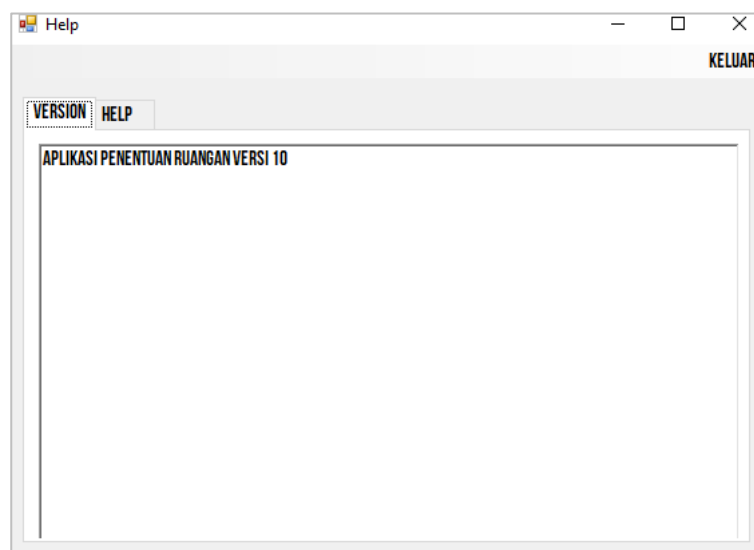 Help
KELUAR
VERSION HELP
APLIKASI PENENTUAN RUANGAN VERSI 10